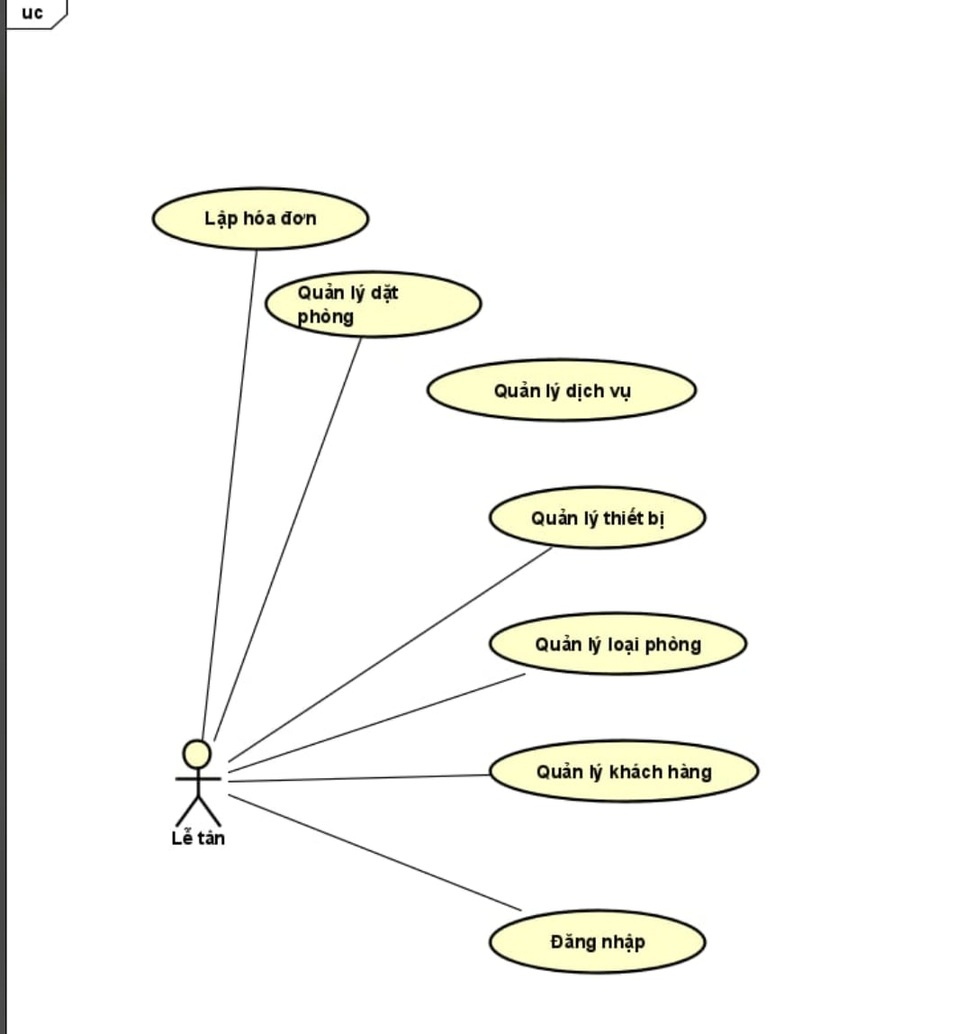 uc
Lập hóa đơn
Quản lý dặt
phòng
Quản lý dịch vụ
Quản lý thiết bị
Quản lý loại phòng
Quản lý khách hàng
Lễ tân
Đăng nhập